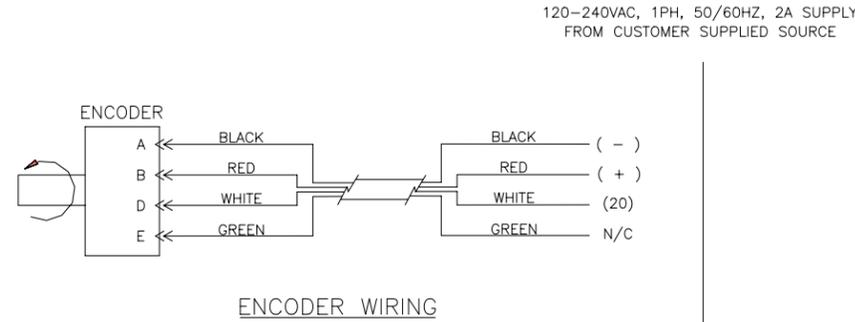 120-240VAC, 1PH, 50/60HZ, 2A SUPPLY
FROM CUSTOMER SUPPLIED SOURCE
ENCODER
A BLACK BLACK ( - )
B RED RED ( + )
D WHITE WHITE (20)
E GREEN GREEN N/C
ENCODER WIRING